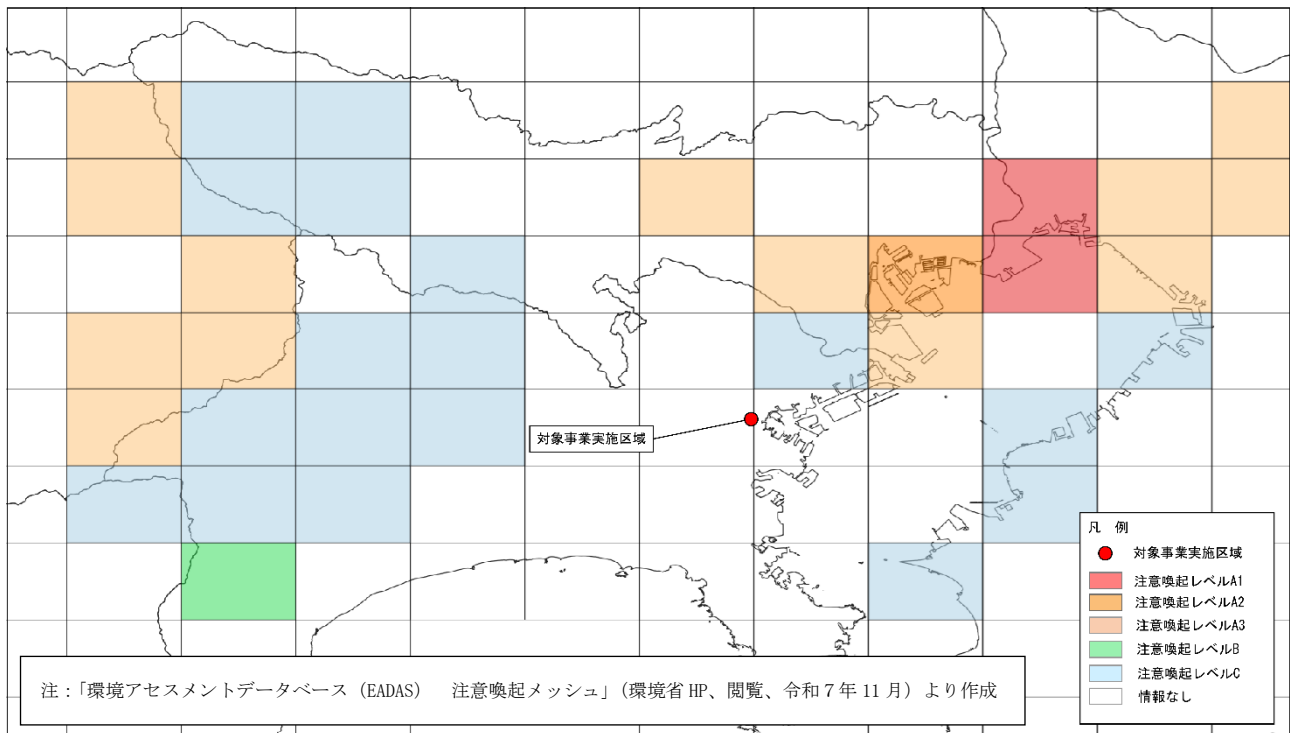 対象事業実施区域
凡 例
対象事業実施区域
注意喚起レベルA1
注意喚起レベルA2
注意喚起レベルA3
注意喚起レベルB
注意喚起レベルC
情報なし
注：「環境アセスメントデータベース（EADAS） 注意喚起メッシュ」（環境省 HP、閲覧、令和 7 年 11 月）より作成